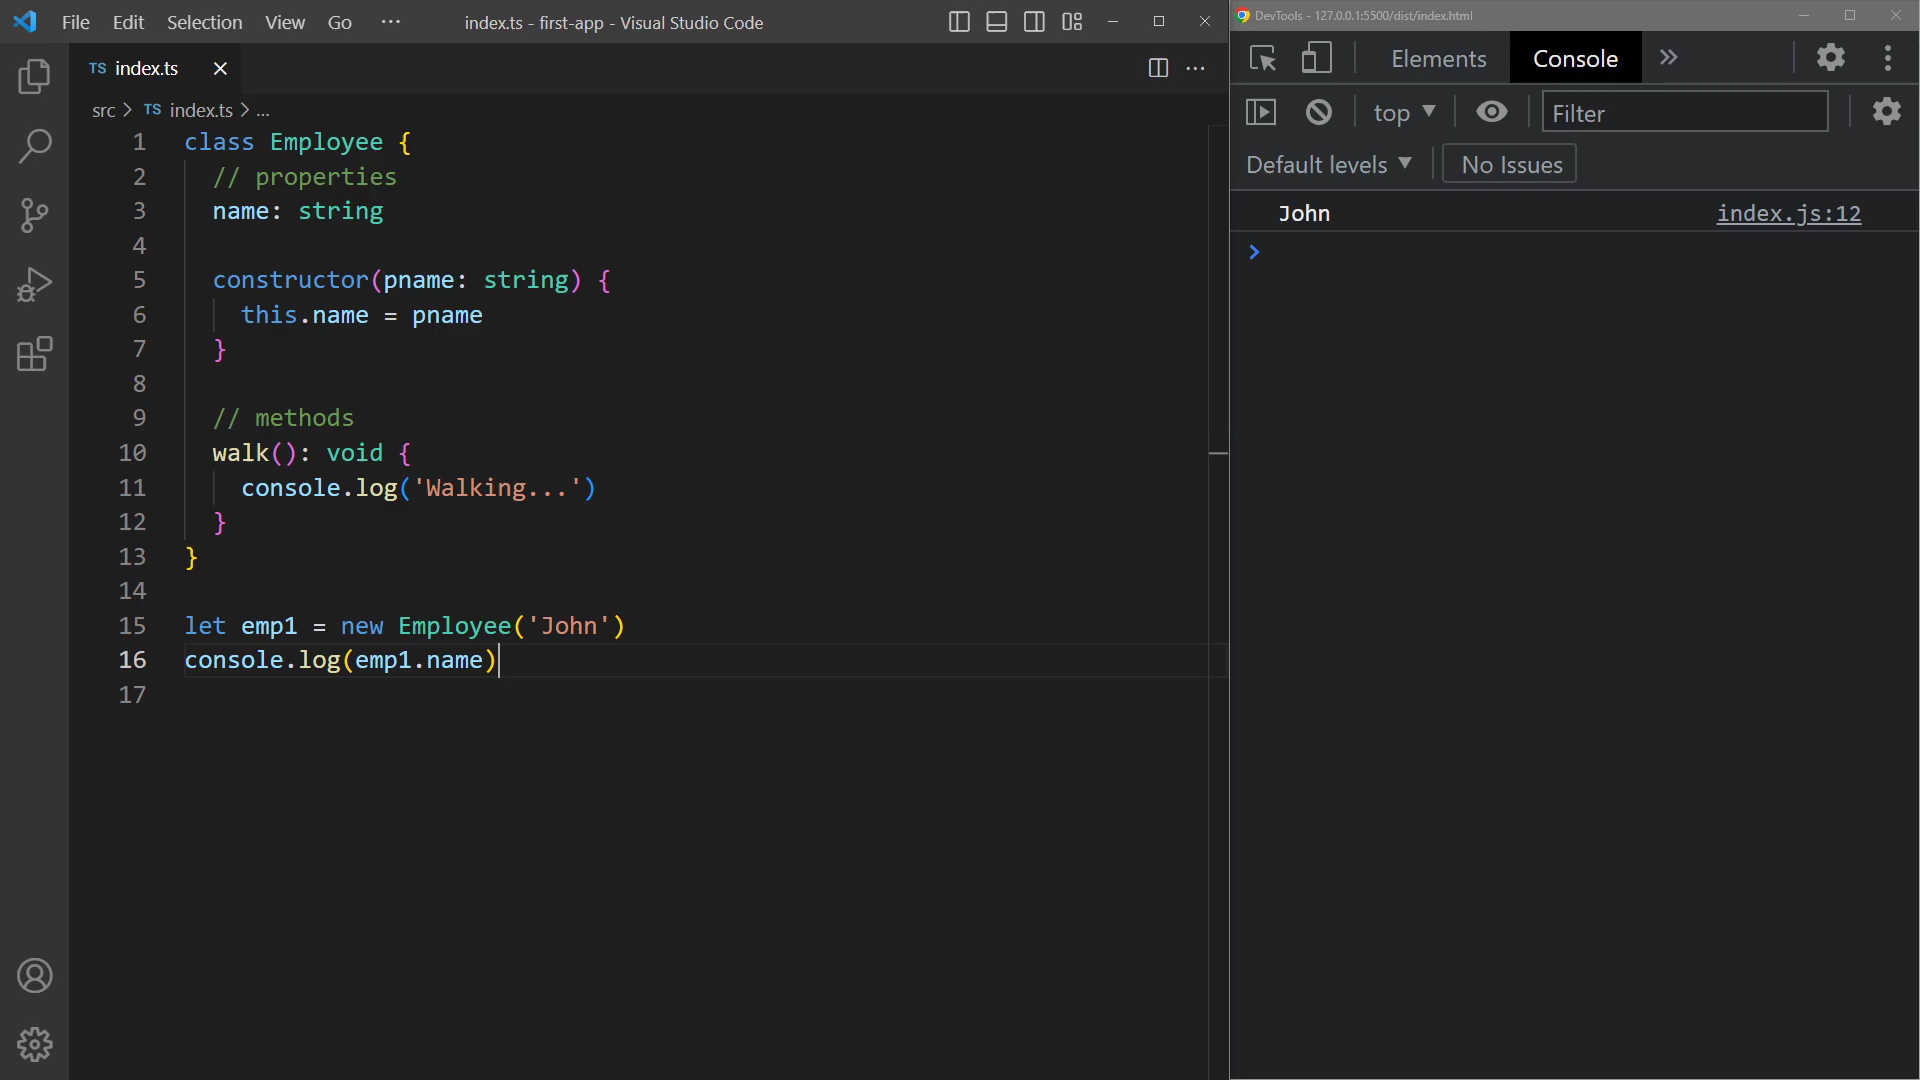 File Edit Selection View Go ··· index.ts - first-app - Visual Studio Code
TS index.ts
src > TS index.ts > ...
1 class Employee {
2   // properties
3   name: string
4
5   constructor(pname: string) {
6     this.name = pname
7   }
8
9   // methods
10   walk(): void {
11     console.log('Walking...')
12   }
13 }
14
15 let emp1 = new Employee('John')
16 console.log(emp1.name)
17
DevTools - 127.0.0.1:5500/dist/index.html
Elements Console »
top ▼ Filter
Default levels ▼ No Issues
John index.js:12
>